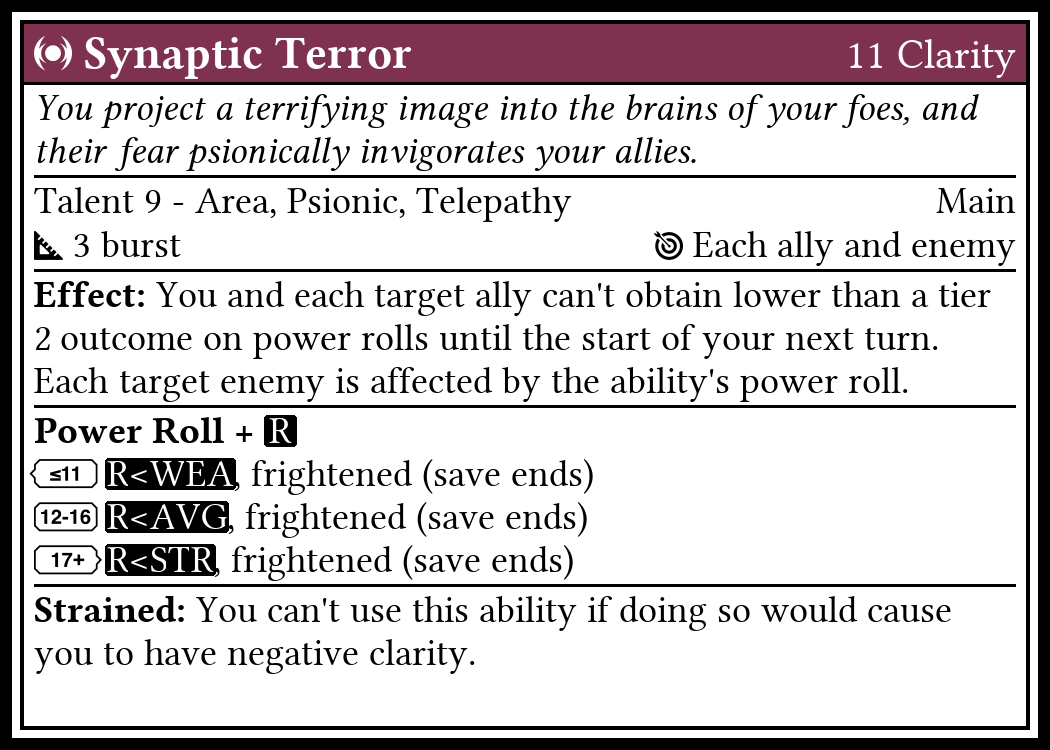 Synaptic Terror 11 Clarity
You project a terrifying image into the brains of your foes, and
their fear psionically invigorates your allies.
Talent 9 - Area, Psionic, Telepathy Main
3 burst Each ally and enemy
Effect: You and each target ally can't obtain lower than a tier
2 outcome on power rolls until the start of your next turn.
Each target enemy is affected by the ability's power roll.
Power Roll + R
≤11 R<WEA, frightened (save ends)
12-16 R<AVG, frightened (save ends)
17+ R<STR, frightened (save ends)
Strained: You can't use this ability if doing so would cause
you to have negative clarity.